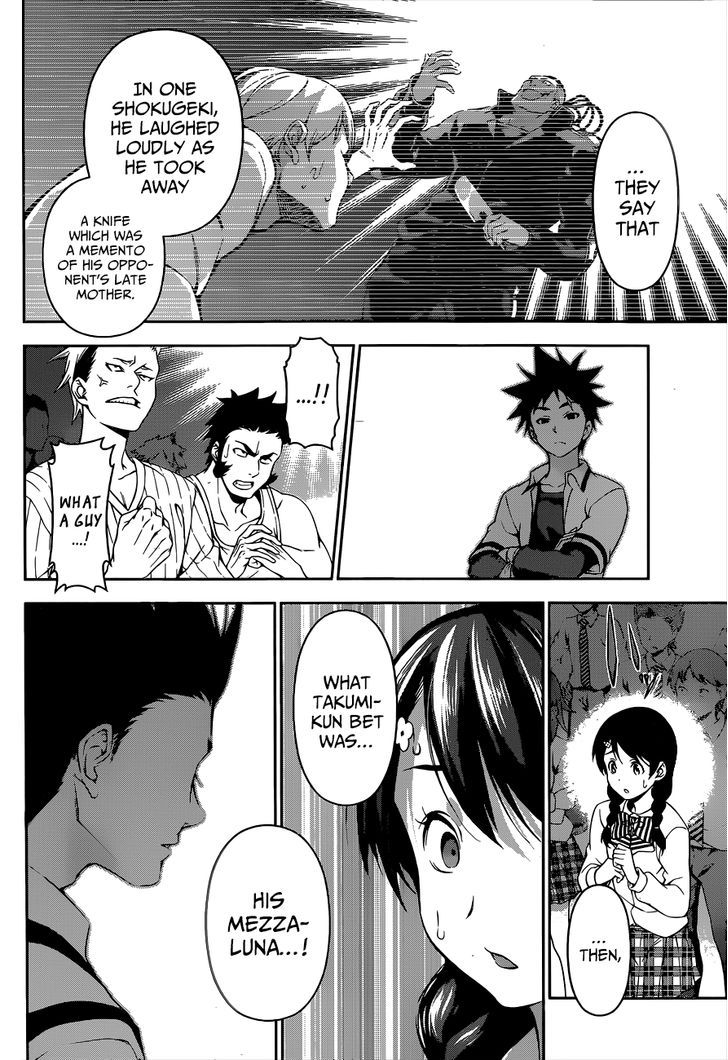 ...
THEY
SAY
THAT
IN ONE
SHOKUGEKI,
HE LAUGHED
LOUDLY AS
HE TOOK
AWAY
A KNIFE
WHICH WAS
A MEMENTO
OF HIS OPPO-
NENT'S LATE
MOTHER.
....!!
WHAT
A GUY
....!
...
THEN,
WHAT
TAKUMI-
KUN BET
WAS...
HIS
MEZZA-
LUNA...!